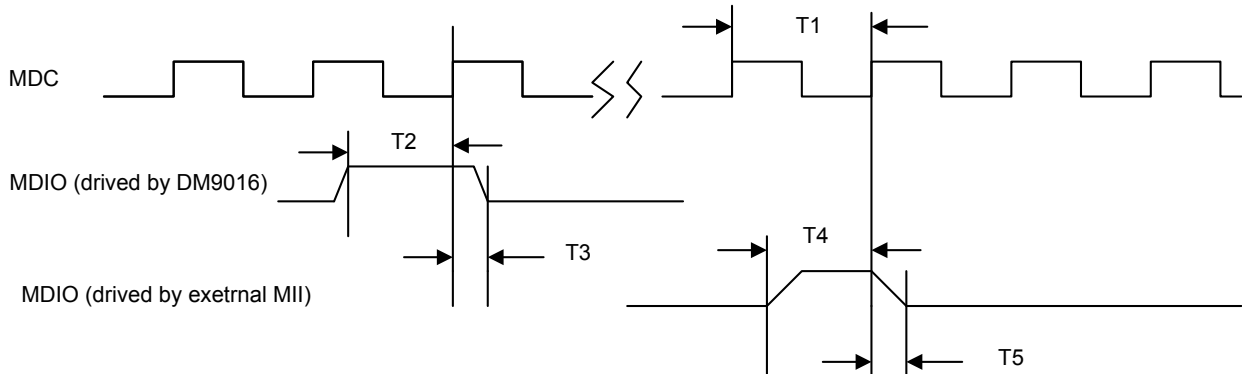 T1
MDC
T2
MDIO (drived by DM9016)
T4
T3
MDIO (drived by exetrnal MII)
T5